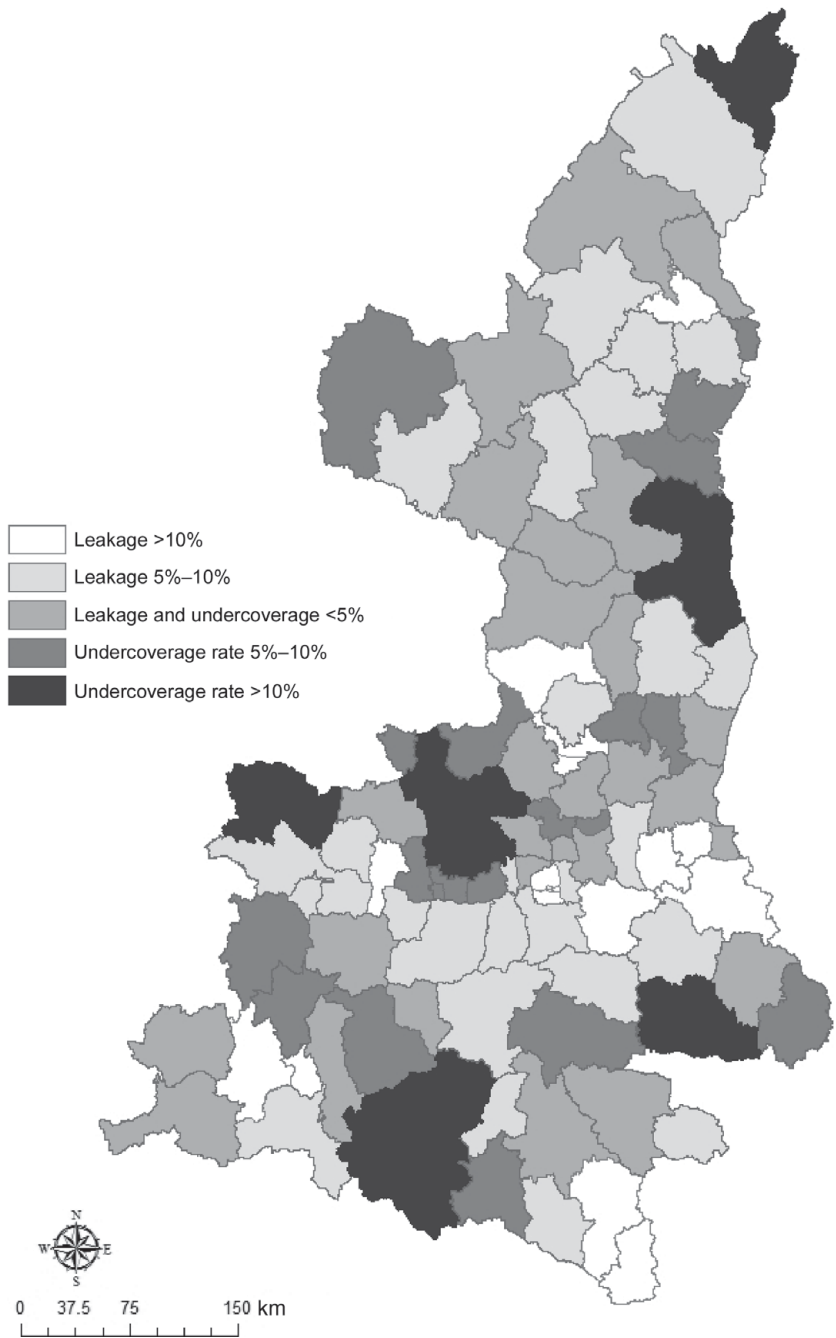 Leakage >10%
Leakage 5%–10%
Leakage and undercoverage <5%
Undercoverage rate 5%–10%
Undercoverage rate >10%
N
W E
S
0 37.5 75 150 km